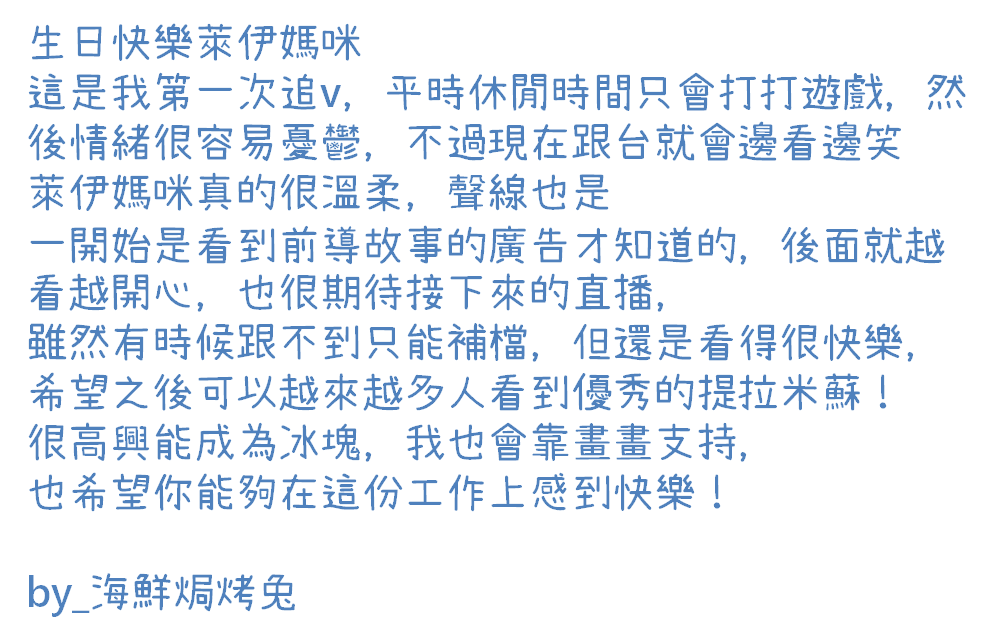 生日快樂萊伊媽咪
這是我第一次追v，平時休閒時間只會打打遊戲，然
後情緒很容易憂鬱，不過現在跟台就會邊看邊笑
萊伊媽咪真的很溫柔，聲線也是
一開始是看到前導故事的廣告才知道的，後面就越
看越開心，也很期待接下來的直播，
雖然有時候跟不到只能補檔，但還是看得很快樂，
希望之後可以越來越多人看到優秀的提拉米蘇！
很高興能成為冰塊，我也會靠畫畫支持，
也希望你能夠在這份工作上感到快樂！
by_海鮮焗烤兔